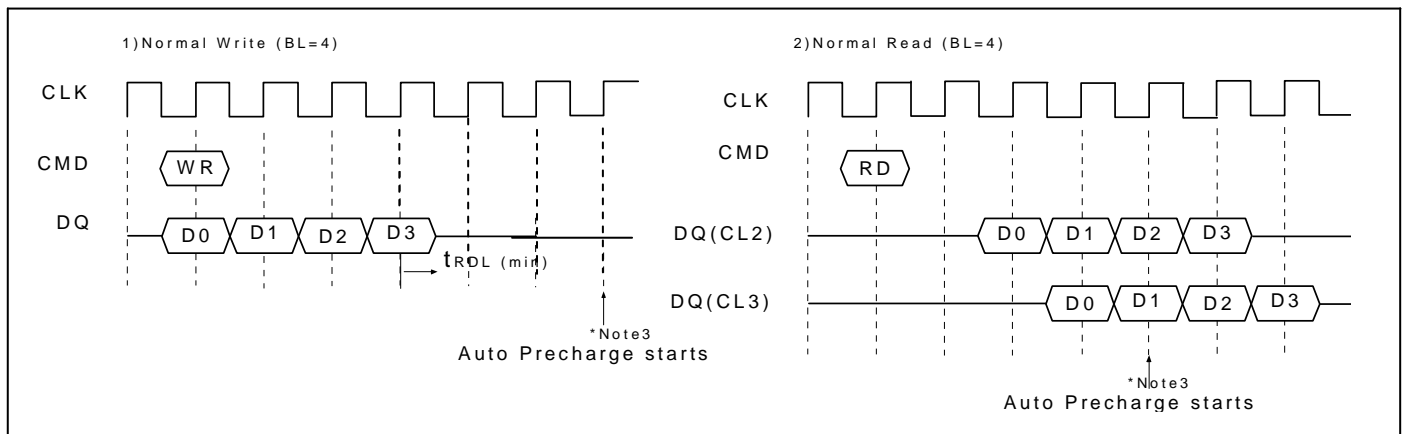 1)Normal Write (BL=4)
CLK
CMD
WR
DQ
D0 D1 D2 D3
tRDL (min)
*Note3
Auto Precharge starts
2)Normal Read (BL=4)
CLK
CMD
RD
DQ(CL2)
D0 D1 D2 D3
DQ(CL3)
D0 D1 D2 D3
*Note3
Auto Precharge starts